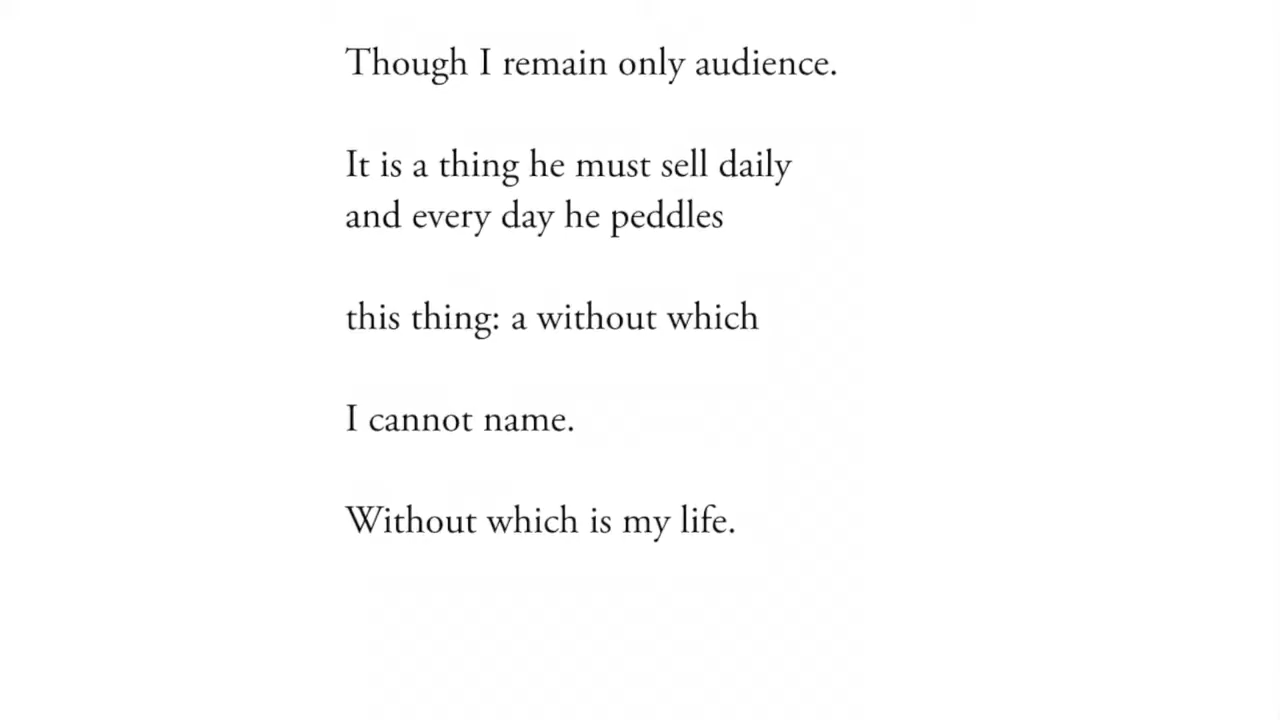 Though I remain only audience.
It is a thing he must sell daily
and every day he peddles
this thing: a without which
I cannot name.
Without which is my life.